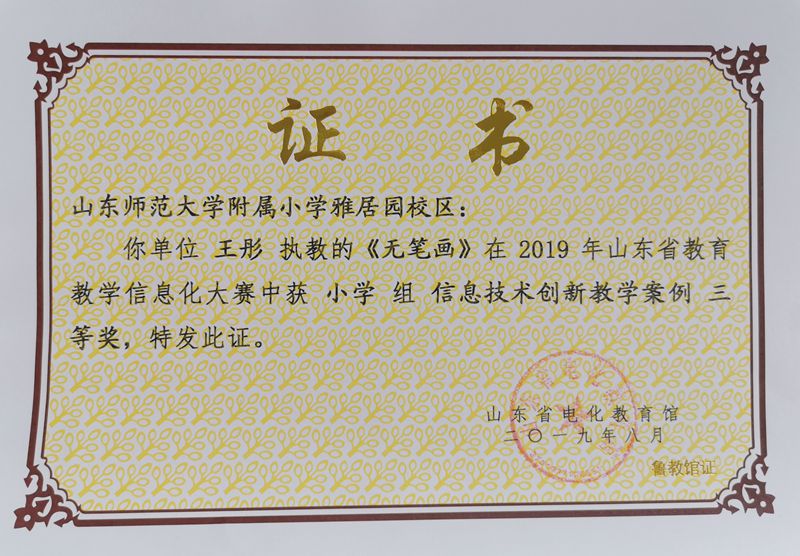 证书
山东师范大学附属小学雅居园校区：
你单位 王彤 执教的《无笔画》在 2019 年山东省教育
教学信息化大赛中获 小学 组 信息技术创新教学案例 三
等奖，特发此证。
山东省电化教育馆
二〇一九年八月
鲁教馆证